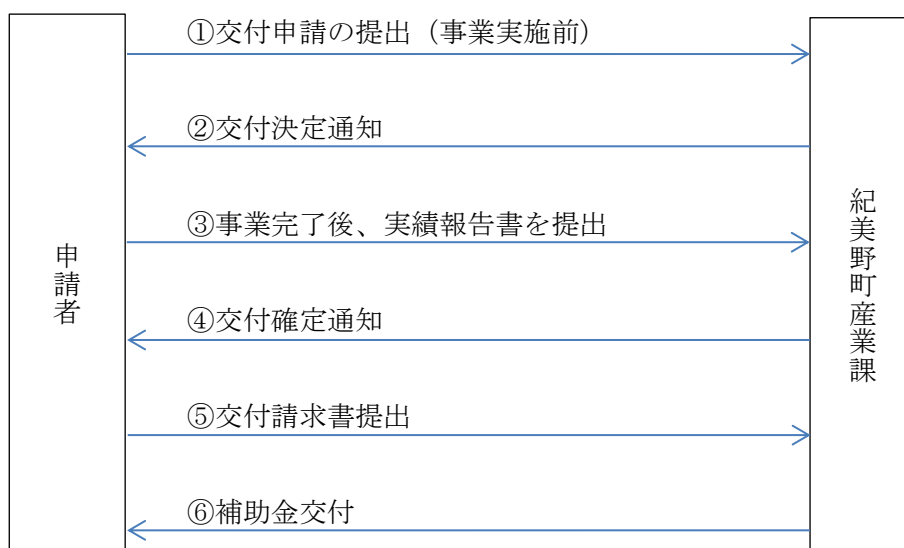 ①交付申請の提出（事業実施前）
②交付決定通知
③事業完了後、実績報告書を提出
④交付確定通知
⑤交付請求書提出
⑥補助金交付
申請者
紀美野町産業課